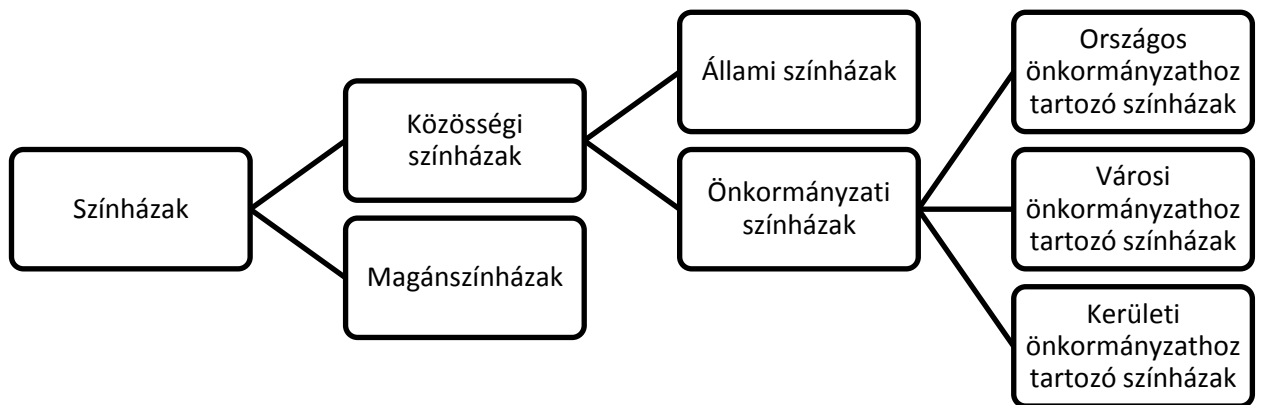 Színházak
Közösségi
színházak
Magánszínházak
Állami színházak
Önkormányzati
színházak
Országos
önkormányzathoz
tartozó színházak
Városi
önkormányzathoz
tartozó színházak
Kerületi
önkormányzathoz
tartozó színházak